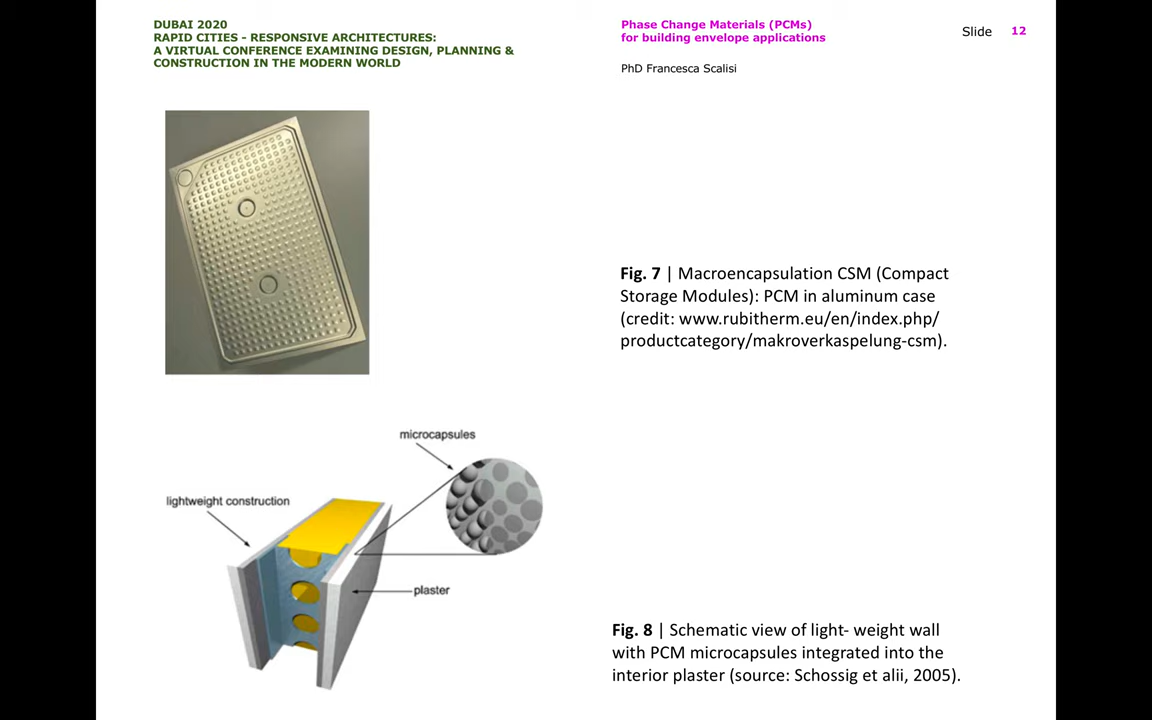 DUBAI 2020
RAPID CITIES - RESPONSIVE ARCHITECTURES:
A VIRTUAL CONFERENCE EXAMINING DESIGN, PLANNING &
CONSTRUCTION IN THE MODERN WORLD
Phase Change Materials (PCMs)
for building envelope applications
PhD Francesca Scalisi
Slide 12
Fig. 7 | Macroencapsulation CSM (Compact
Storage Modules): PCM in aluminum case
(credit: www.rubitherm.eu/en/index.php/
productcategory/makroverkaspelung-csm).
microcapsules
lightweight construction
plaster
Fig. 8 | Schematic view of light- weight wall
with PCM microcapsules integrated into the
interior plaster (source: Schossig et alii, 2005).